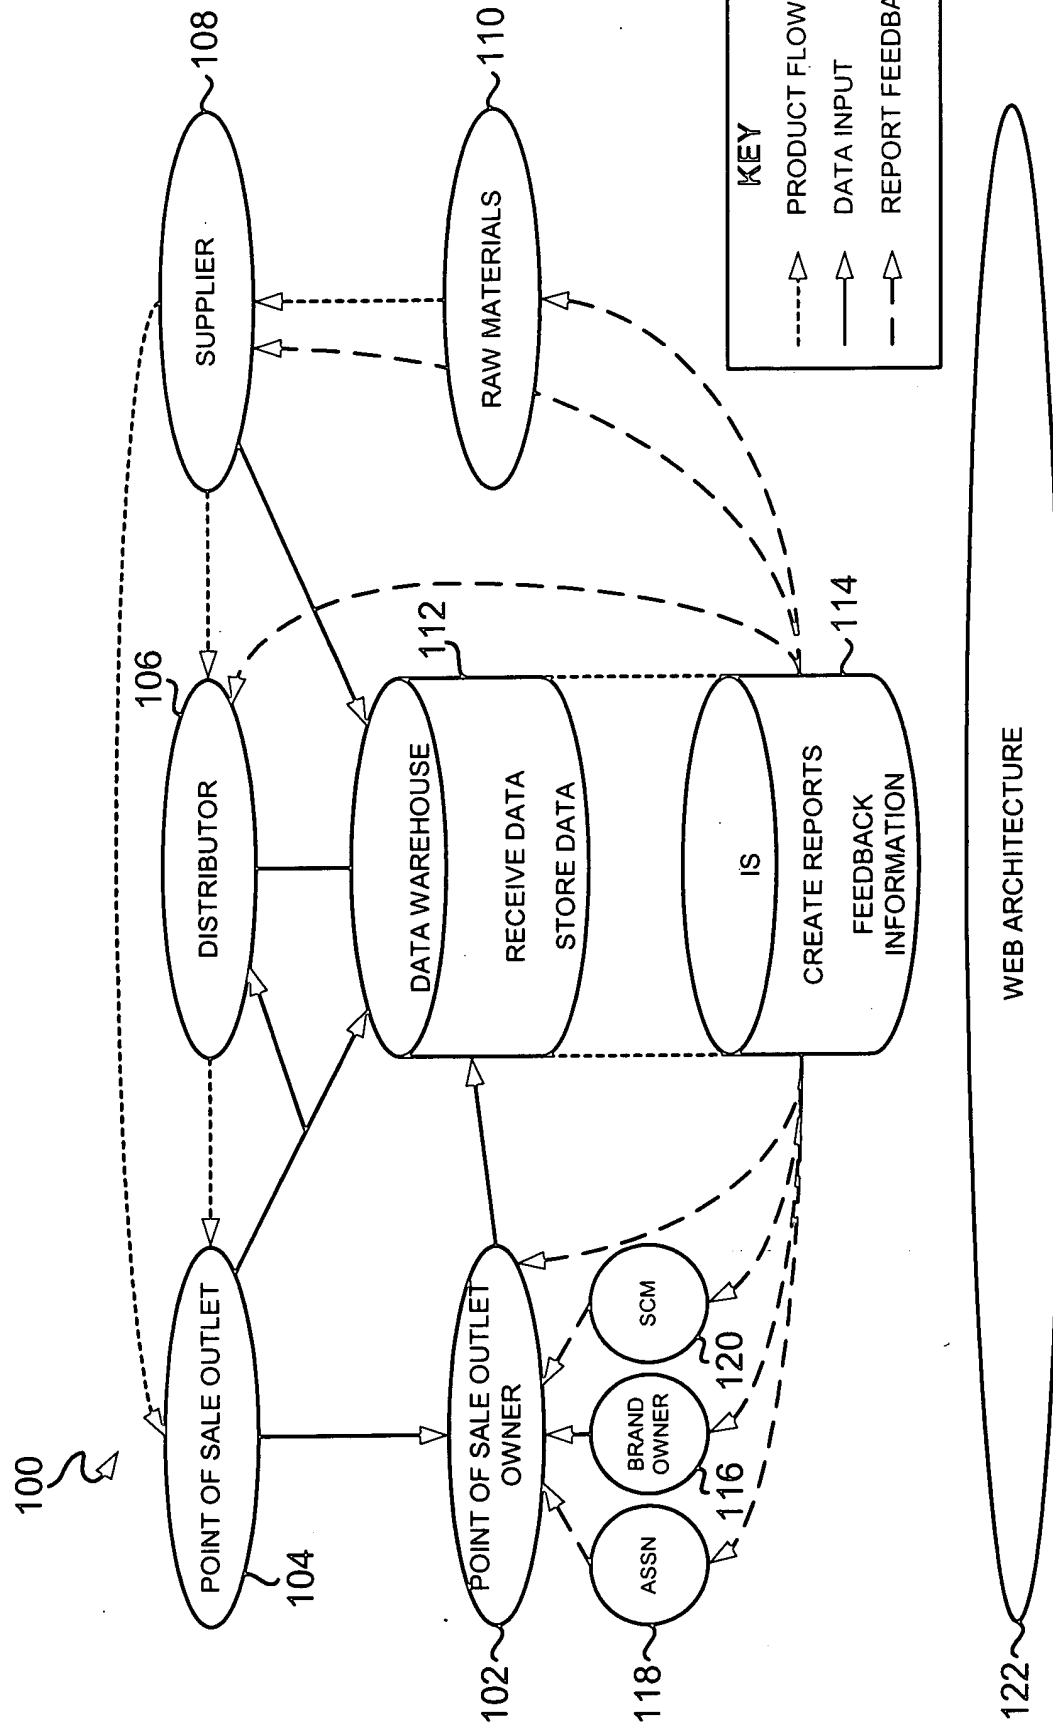 100
POINT OF SALE OUTLET
104
DISTRIBUTOR
106
SUPPLIER
108
POINT OF SALE OUTLET
OWNER
102
DATA WAREHOUSE
RECEIVE DATA
STORE DATA
112
RAW MATERIALS
110
ASSN
118
BRAND
OWNER
116
SCM
120
IS
CREATE REPORTS
FEEDBACK
INFORMATION
114
KEY
PRODUCT FLOW
DATA INPUT
REPORT
WEB ARCHITECTURE
122